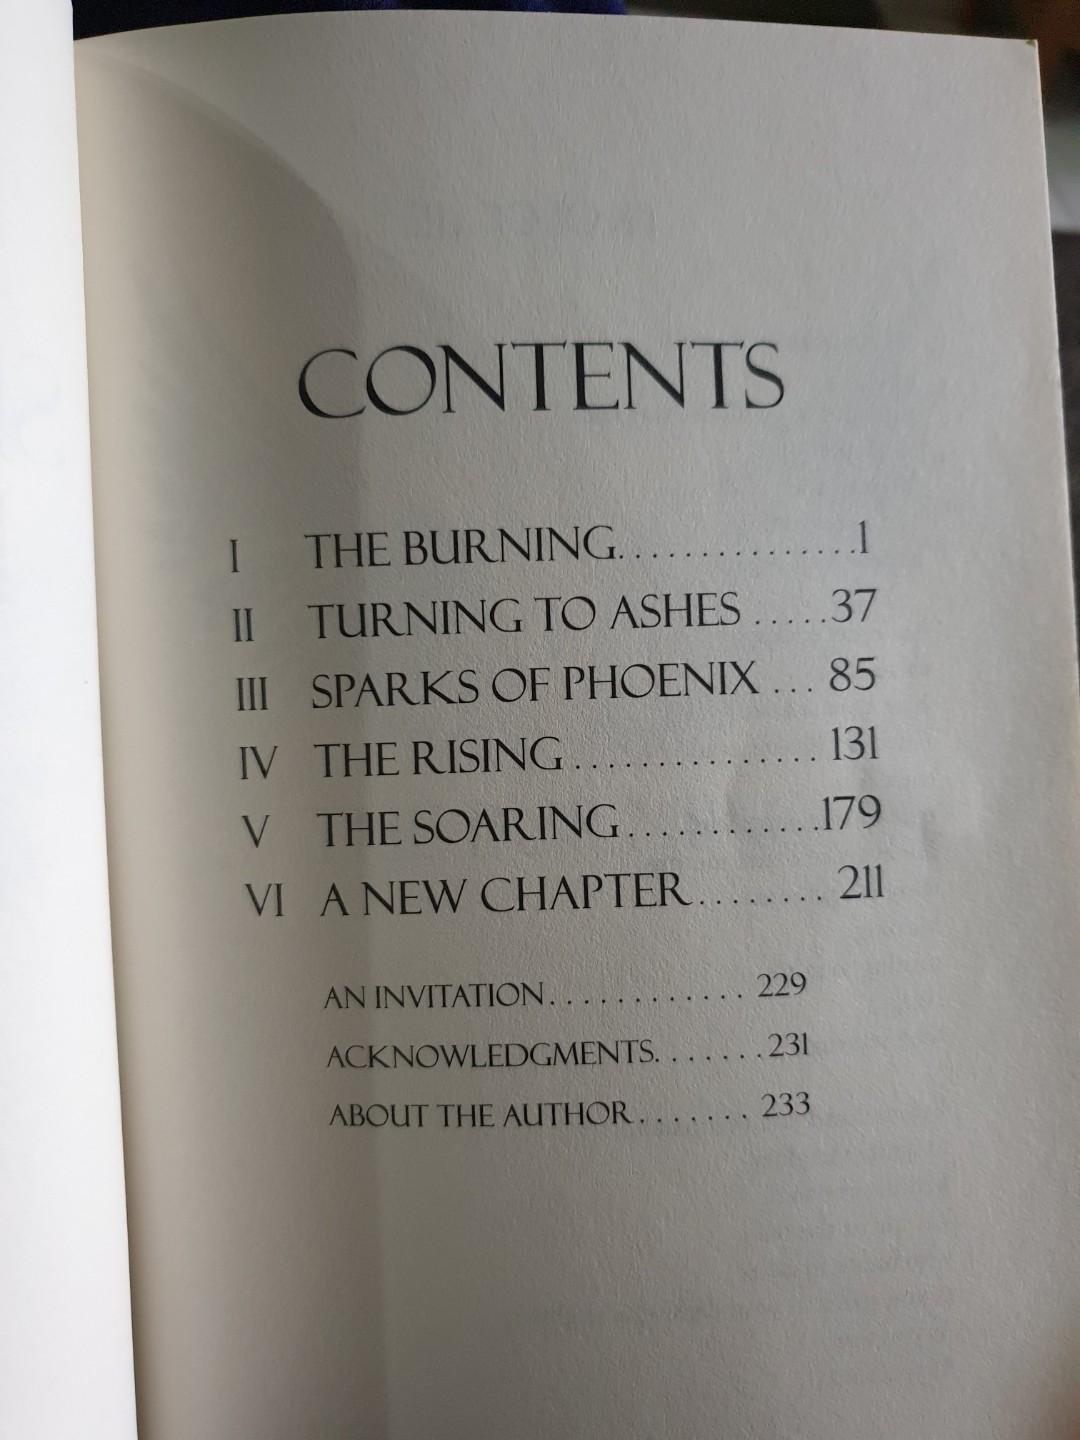 CONTENTS
I THE BURNING...............1
II TURNING TO ASHES.....37
III SPARKS OF PHOENIX... 85
IV THE RISING............... 131
V THE SOARING............179
VI A NEW CHAPTER........ 211
AN INVITATION............ 229
ACKNOWLEDGMENTS.......231
ABOUT THE AUTHOR....... 233